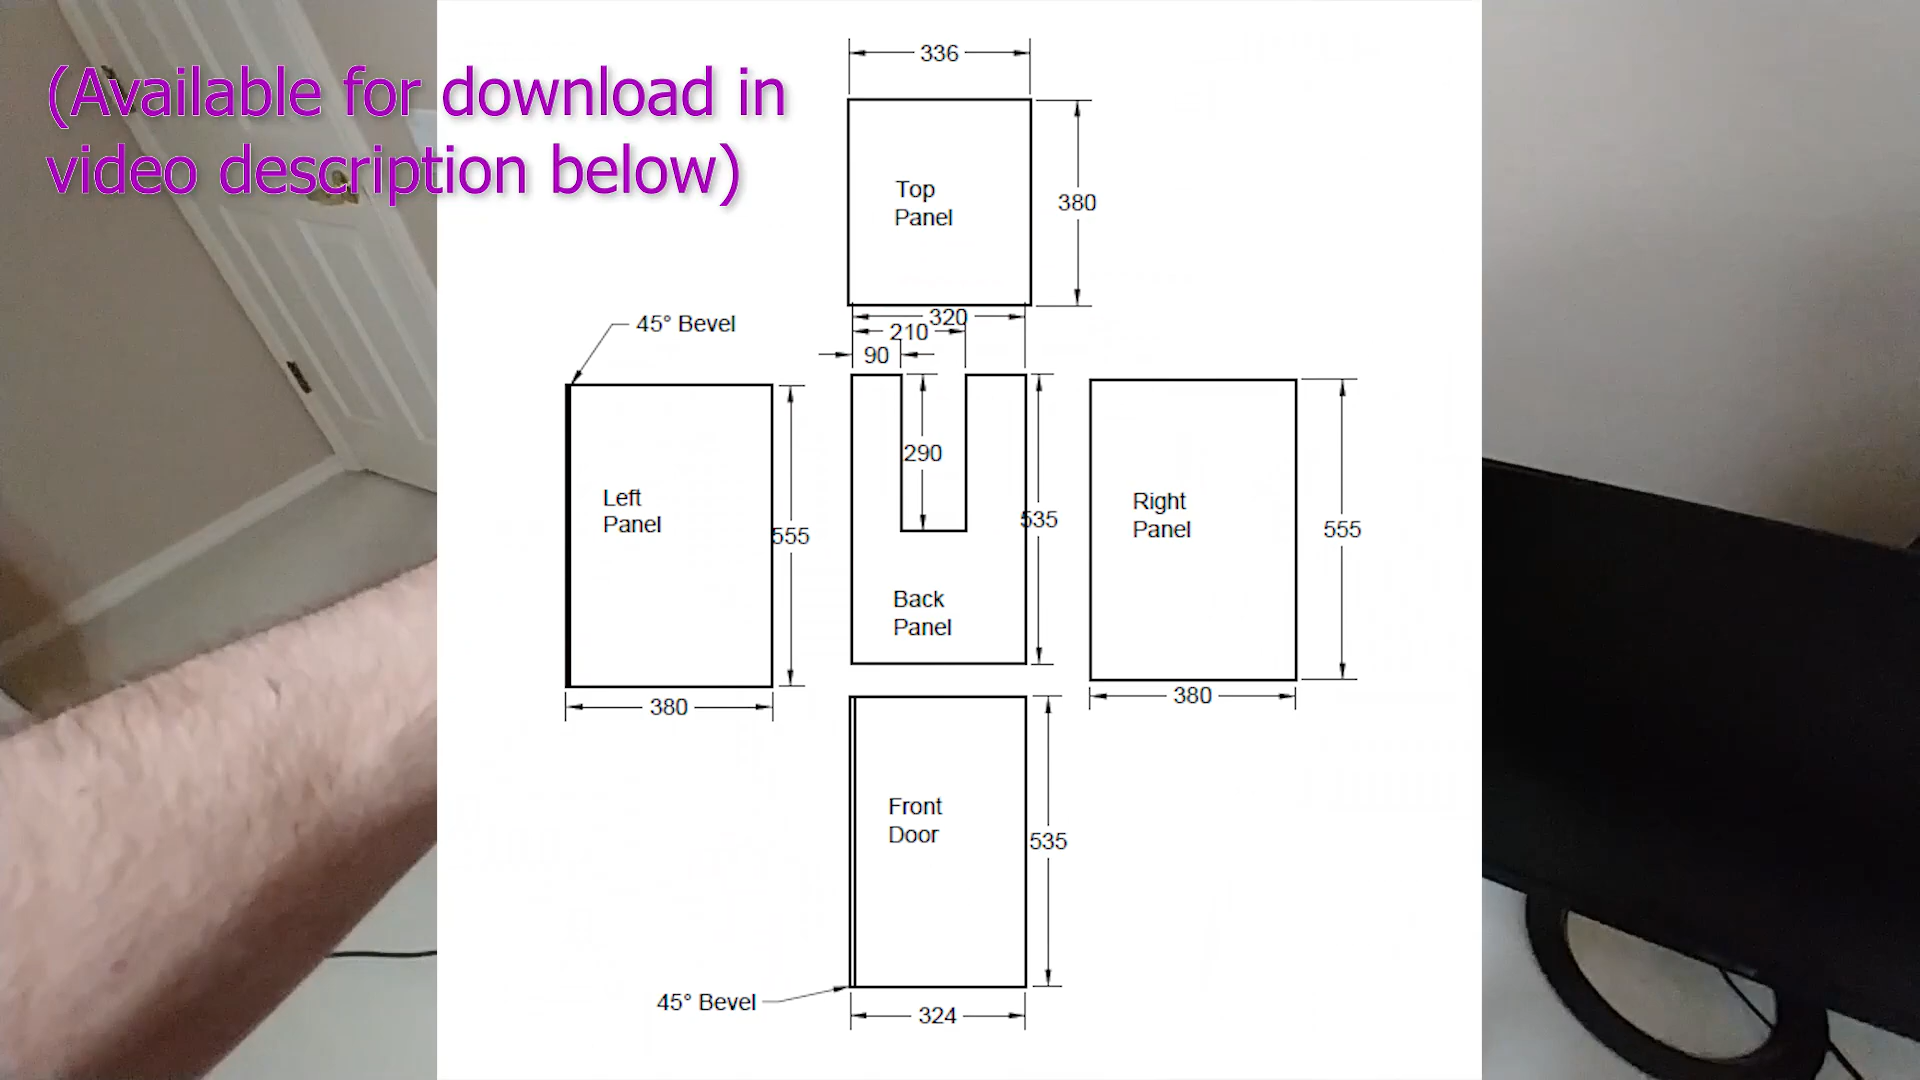 (Available for download in
video description below)
336
Top
Panel
380
320
210
90
45° Bevel
290
Left
Panel
555
380
535
Back
Panel
Right
Panel
555
380
Front
Door
535
45° Bevel
324